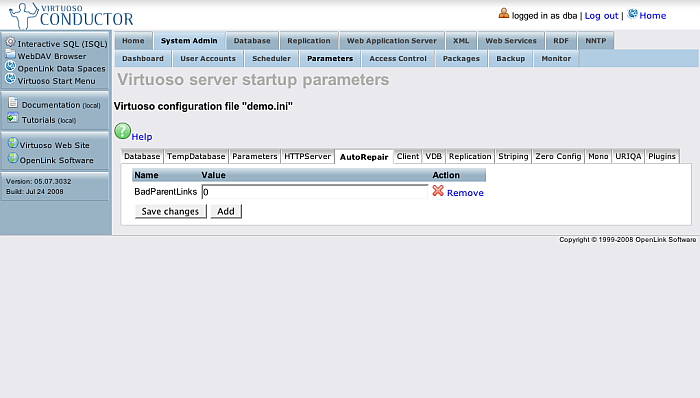 VIRTUOSO
CONDUCTOR
logged in as dba | Log out | Home
Interactive SQL (ISQL)
WebDAV Browser
OpenLink Data Spaces
Virtuoso Start Menu
Documentation (local)
Tutorials (local)
Virtuoso Web Site
OpenLink Software
Version: 05.07.3032
Build: Jul 24 2008
Home System Admin Database Replication Web Application Server XML Web Services RDF NNTP
Dashboard User Accounts Scheduler Parameters Access Control Packages Backup Monitor
Virtuoso server startup parameters
Virtuoso configuration file "demo.ini"
? Help
Database TempDatabase Parameters HTTPServer AutoRepair Client VDB Replication Striping Zero Config Mono URIQA Plugins
Name Value Action
BadParentLinks 0 Remove
Save changes Add
Copyright © 1999-2008 OpenLink Software